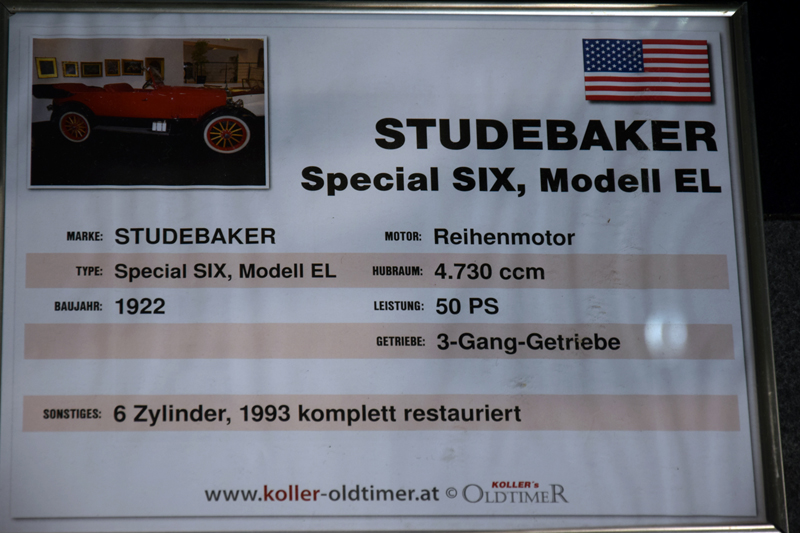 STUDEBAKER
Special SIX, Modell EL
MARKE: STUDEBAKER MOTOR: Reihenmotor
TYPE: Special SIX, Modell EL HUBRAUM: 4.730 ccm
BAUJAHR: 1922 LEISTUNG: 50 PS
GETRIEBE: 3-Gang-Getriebe
SONSTIGES: 6 Zylinder, 1993 komplett restauriert
www.koller-oldtimer.at © KOLLER's OLDTIMER